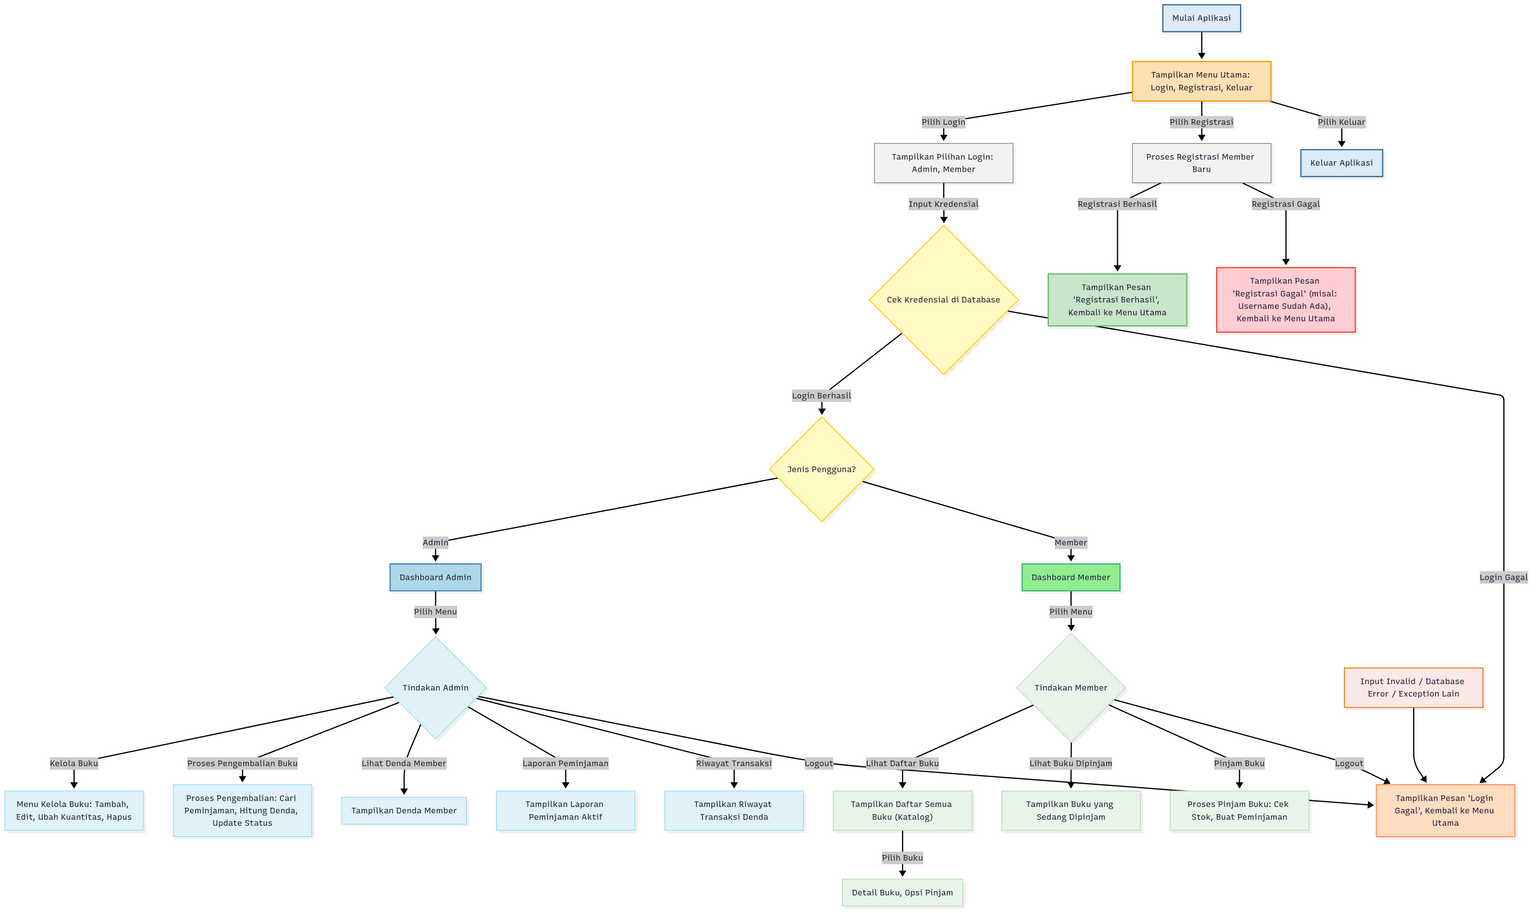 Mulai Aplikasi
Tampilkan Menu Utama:
Login, Registrasi, Keluar
Pilih Login
Pilih Registrasi
Pilih Keluar
Tampilkan Pilihan Login:
Admin, Member
Proses Registrasi Member
Baru
Keluar Aplikasi
Input Kredensial
Registrasi Berhasil
Registrasi Gagal
Cek Kredensial di Database
Tampilkan Pesan
'Registrasi Berhasil',
Kembali ke Menu Utama
Tampilkan Pesan
'Registrasi Gagal' (misal:
Username Sudah Ada),
Kembali ke Menu Utama
Login Berhasil
Jenis Pengguna?
Admin
Member
Dashboard Admin
Dashboard Member
Login Gagal
Pilih Menu
Pilih Menu
Tindakan Admin
Tindakan Member
Input Invalid / Database
Error / Exception Lain
Kelola Buku
Proses Pengembalian Buku
Lihat Denda Member
Laporan Peminjaman
Riwayat Transaksi
Logout
Lihat Daftar Buku
Lihat Buku Dipinjam
Pinjam Buku
Logout
Menu Kelola Buku: Tambah,
Edit, Ubah Kuantitas, Hapus
Proses Pengembalian: Cari
Peminjaman, Hitung Denda,
Update Status
Tampilkan Denda Member
Tampilkan Laporan
Peminjaman Aktif
Tampilkan Riwayat
Transaksi Denda
Tampilkan Daftar Semua
Buku (Katalog)
Tampilkan Buku yang
Sedang Dipinjam
Proses Pinjam Buku: Cek
Stok, Buat Peminjaman
Tampilkan Pesan 'Login
Gagal', Kembali ke Menu
Utama
Pilih Buku
Detail Buku, Opsi Pinjam